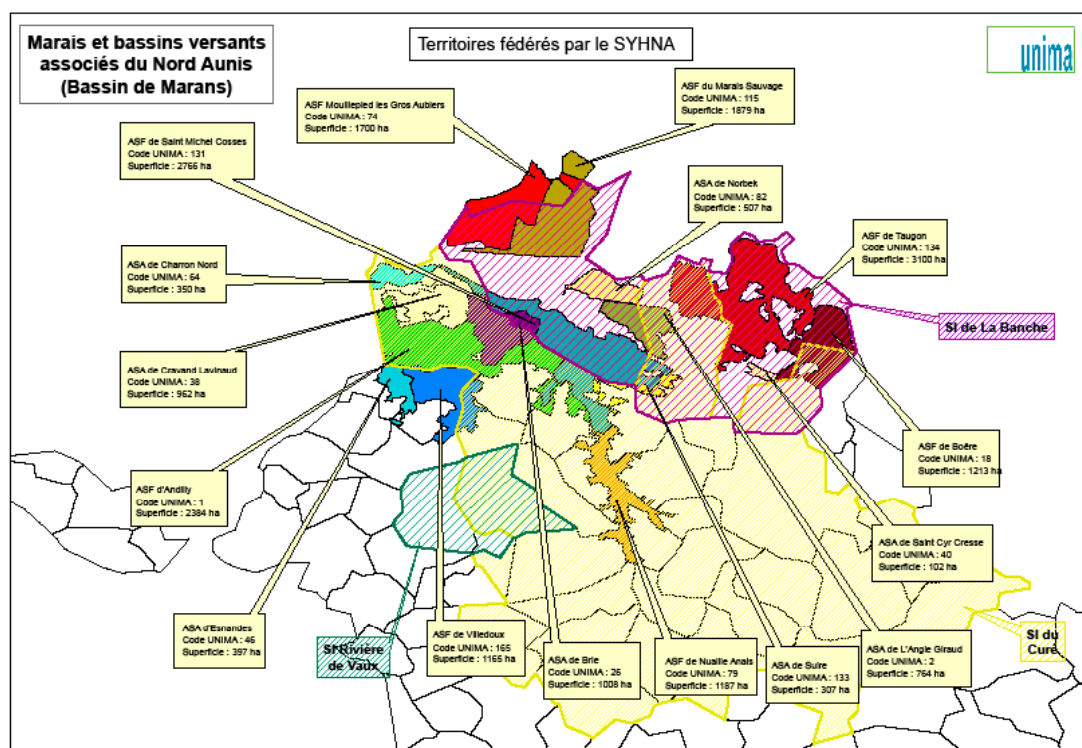 Marais et bassins versants
associés du Nord Aunis
(Bassin de Marans)
Territoires fédérés par le SYHNA
unima
ASF Mouillepied les Gros Aubiers
Code UNIMA : 74
Superficie : 1700 ha
ASF du Marais Sauvage
Code UNIMA : 115
Superficie : 1879 ha
ASF de Saint Michel Cosses
Code UNIMA : 131
Superficie : 2766 ha
ASA de Norbek
Code UNIMA : 82
Superficie : 507 ha
ASF de Taugon
Code UNIMA : 134
Superficie : 3100 ha
ASA de Charron Nord
Code UNIMA : 64
Superficie : 350 ha
SI de La Banche
ASA de Cravand Lavinaud
Code UNIMA : 38
Superficie : 962 ha
ASF de Boëre
Code UNIMA : 18
Superficie : 1213 ha
ASF d'Andilly
Code UNIMA : 1
Superficie : 2384 ha
ASA de Saint Cyr Cresse
Code UNIMA : 40
Superficie : 102 ha
ASA d'Esnandes
Code UNIMA : 46
Superficie : 397 ha
SI Rivière
de Vaux
ASF de Villedoux
Code UNIMA : 165
Superficie : 1165 ha
ASA de Brie
Code UNIMA : 26
Superficie : 1008 ha
ASF de Nuaille Anais
Code UNIMA : 79
Superficie : 1187 ha
ASA de Suire
Code UNIMA : 133
Superficie : 307 ha
ASA de L'Angle Giraud
Code UNIMA : 2
Superficie : 764 ha
SI du
Curé